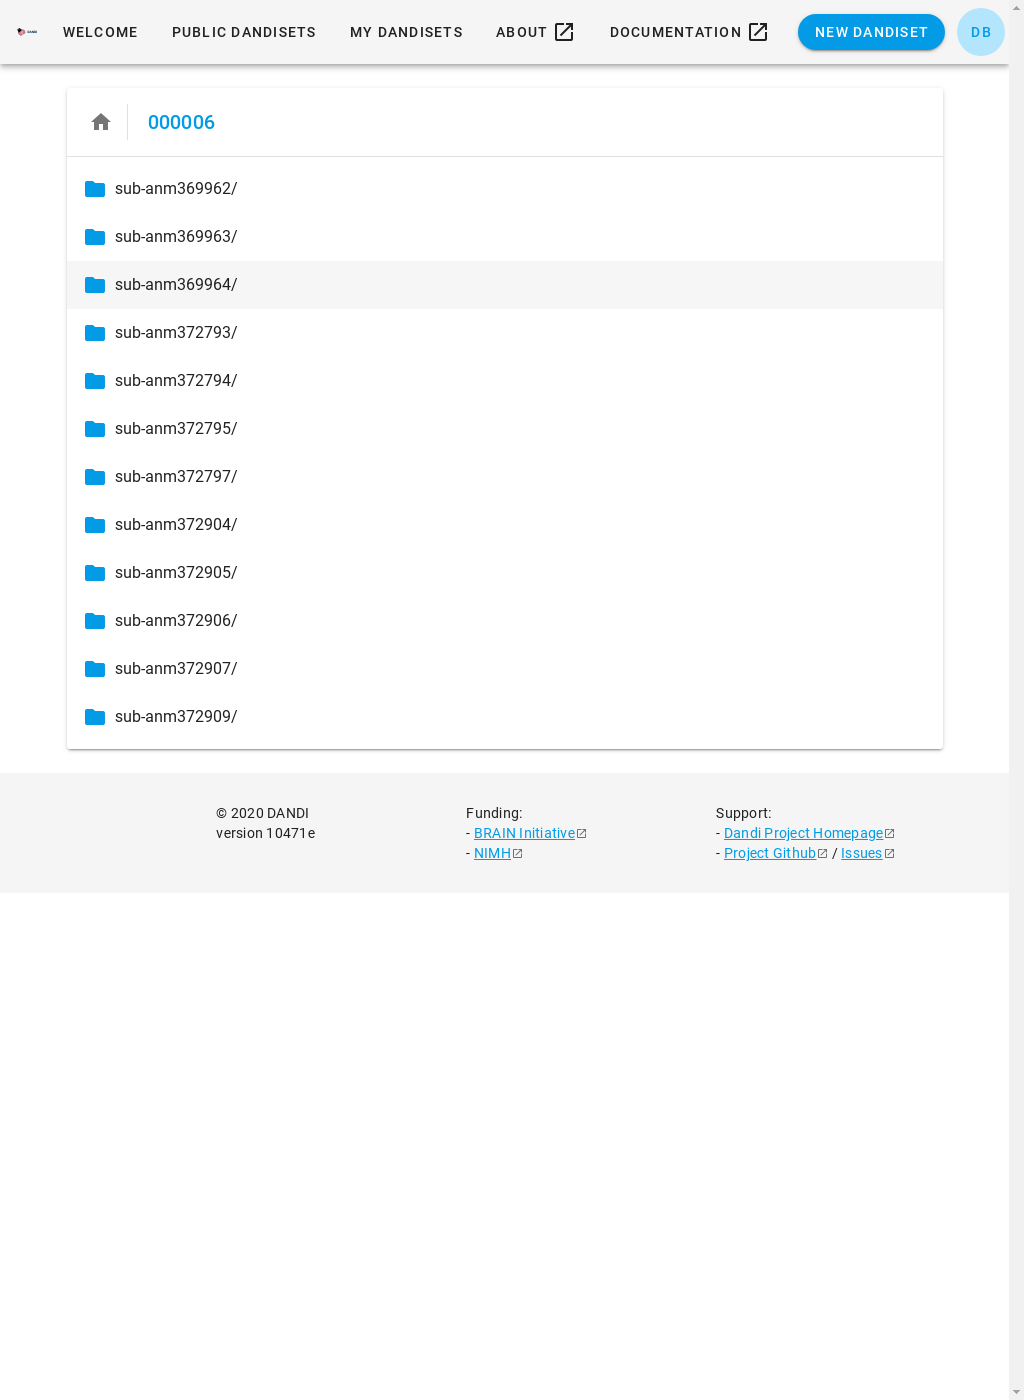 WELCOME PUBLIC DANDISETS MY DANDISETS ABOUT DOCUMENTATION NEW DANDISET DB
000006
sub-anm369962/
sub-anm369963/
sub-anm369964/
sub-anm372793/
sub-anm372794/
sub-anm372795/
sub-anm372797/
sub-anm372904/
sub-anm372905/
sub-anm372906/
sub-anm372907/
sub-anm372909/
© 2020 DANDI
version 10471e
Funding:
- BRAIN Initiative
- NIMH
Support:
- Dandi Project Homepage
- Project Github / Issues